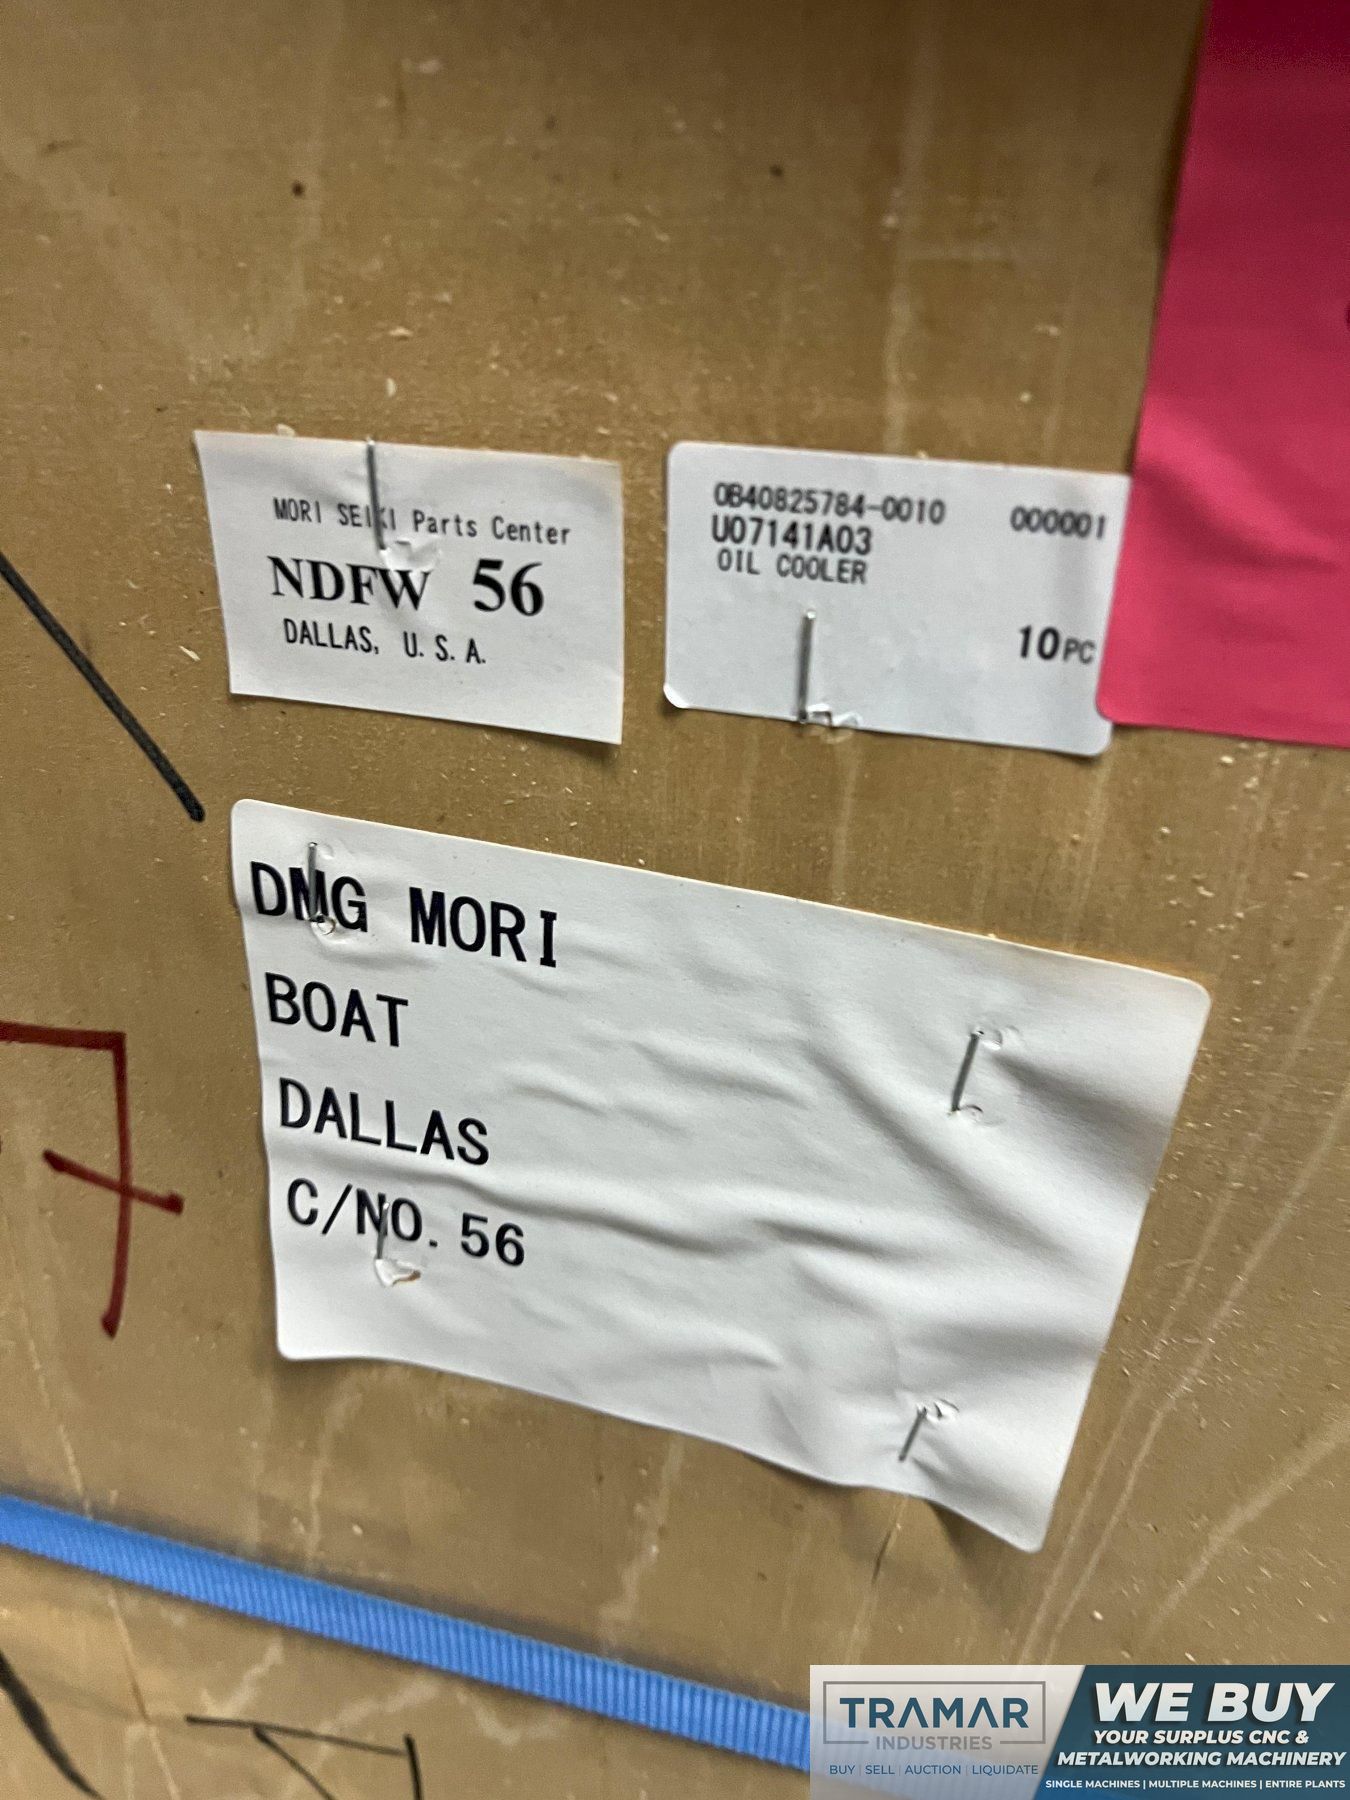 MORI SEIKI Parts Center
NDFW 56
DALLAS, U.S.A.
0B40825784-0010 000001
U07141A03
OIL COOLER
10PC
DMG MORI
BOAT
DALLAS
C/NO. 56
TRAMAR
INDUSTRIES
BUY | SELL | AUCTION | LIQUIDATE
WE BUY
YOUR SURPLUS CNC &
METALWORKING MACHINERY
SINGLE MACHINES | MULTIPLE MACHINES | ENTIRE PLANTS